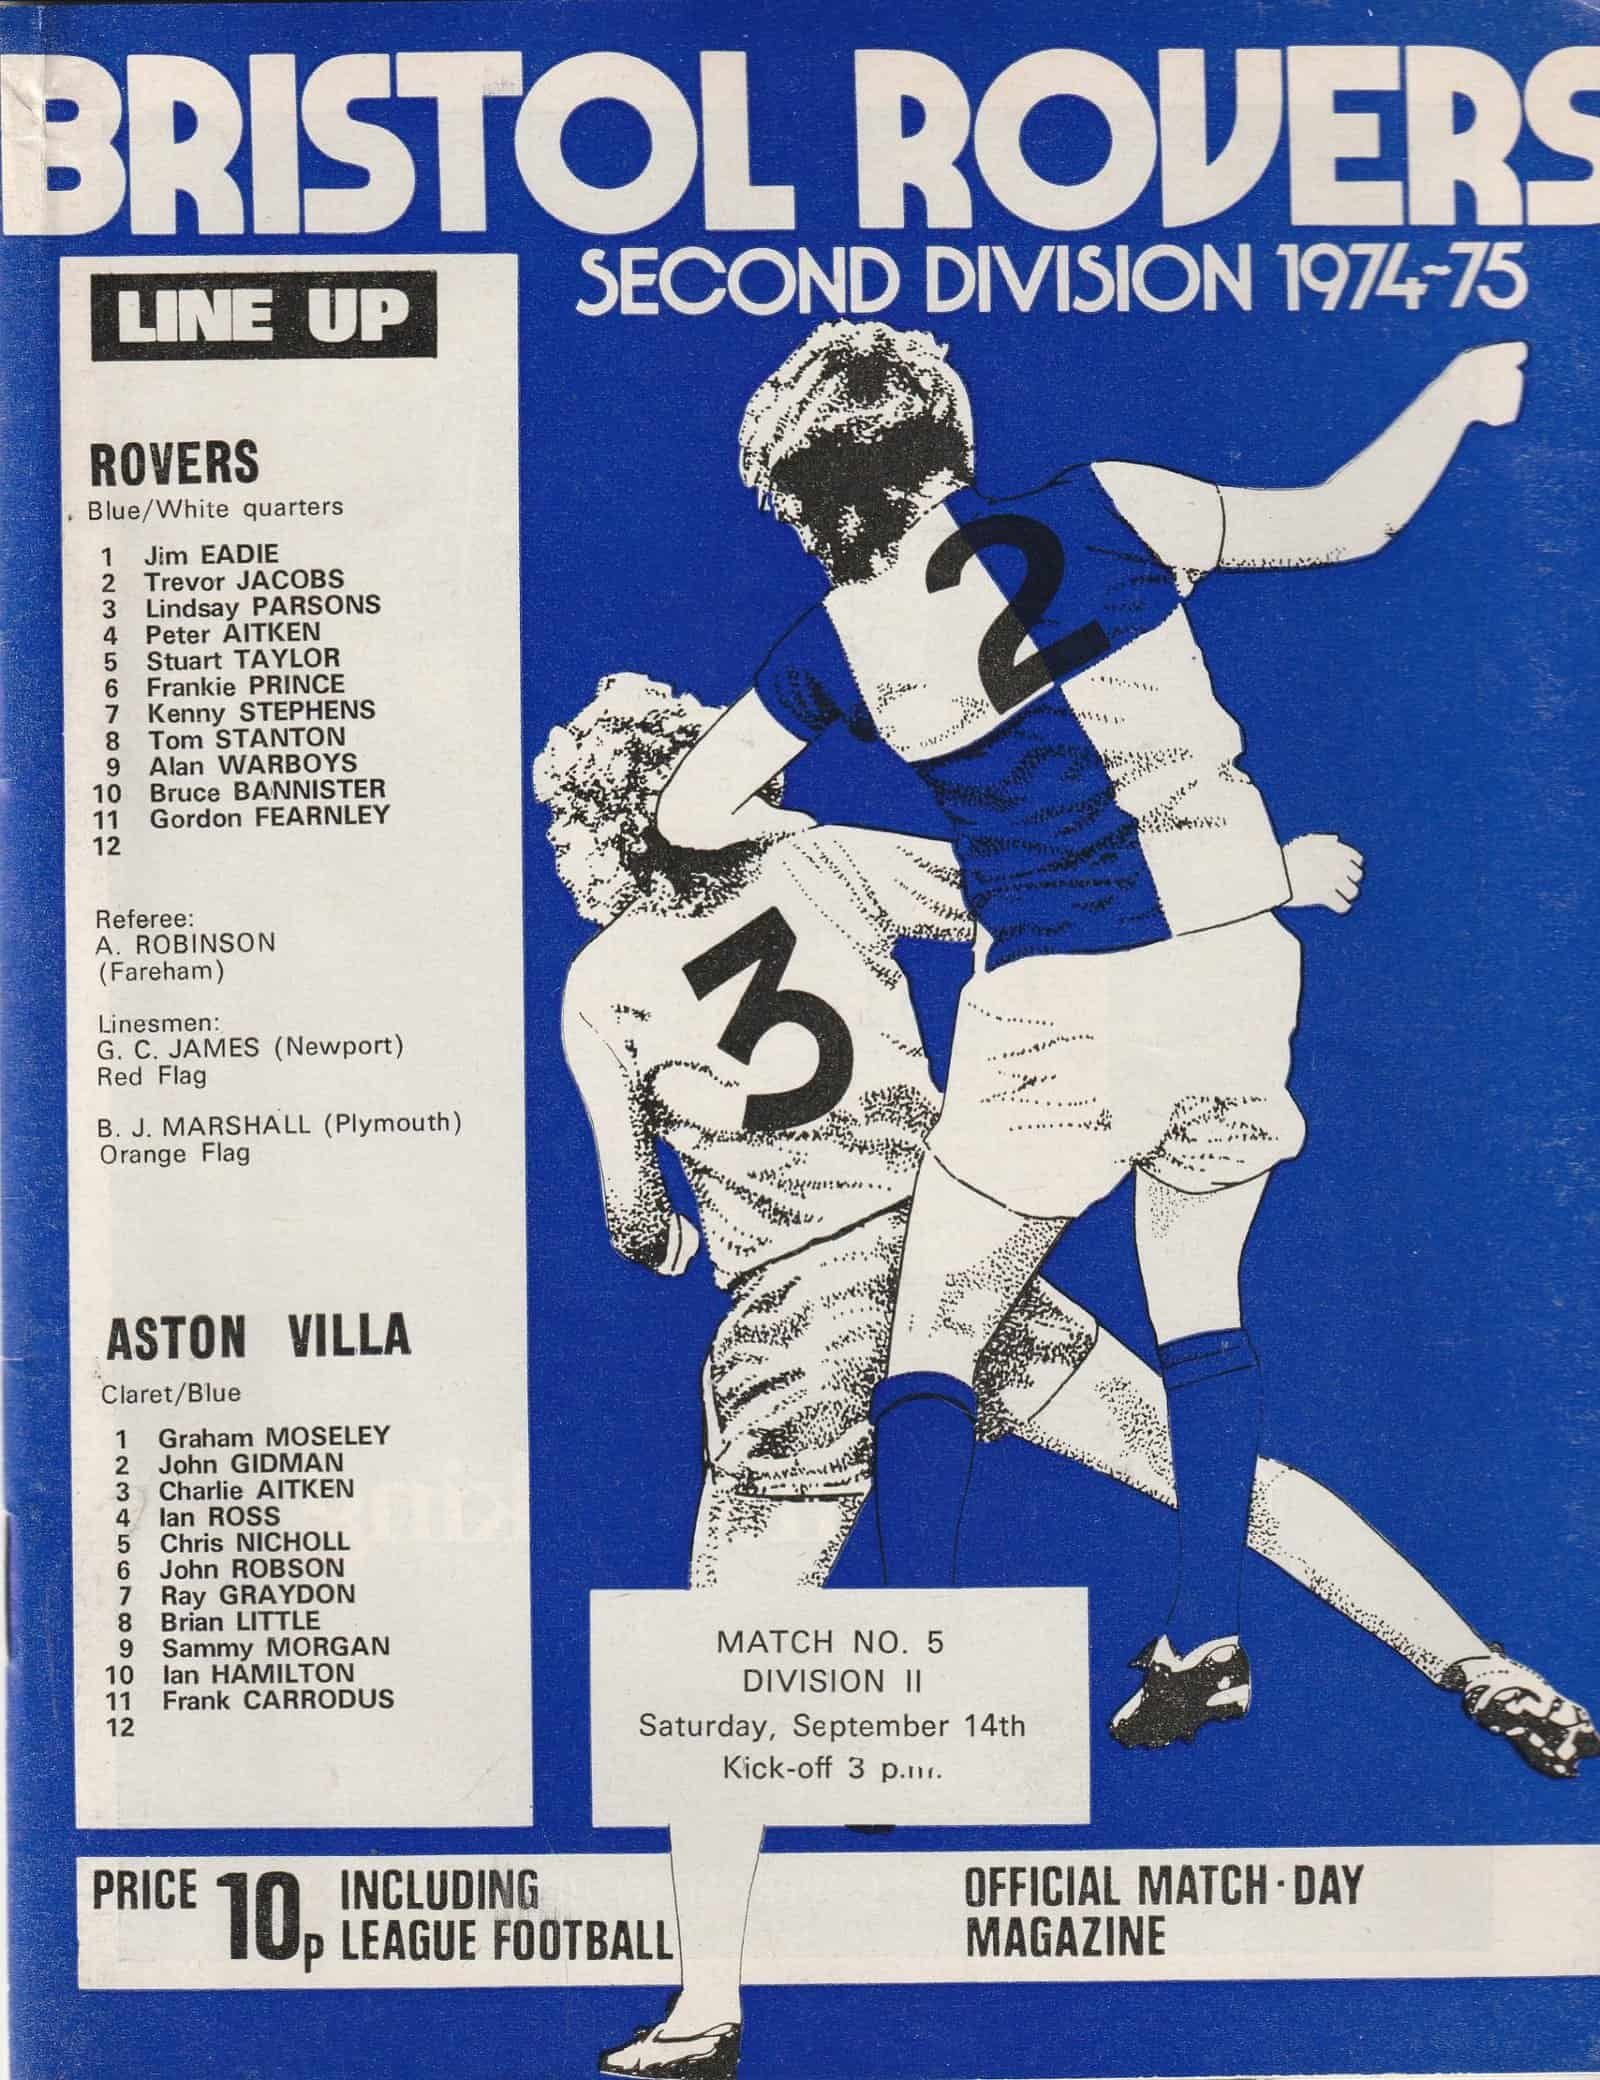 BRISTOL ROVERS
SECOND DIVISION 1974-75
LINE UP
ROVERS
Blue/White quarters
1 Jim EADIE
2 Trevor JACOBS
3 Lindsay PARSONS
4 Peter AITKEN
5 Stuart TAYLOR
6 Frankie PRINCE
7 Kenny STEPHENS
8 Tom STANTON
9 Alan WARBOYS
10 Bruce BANNISTER
11 Gordon FEARNLEY
12
Referee:
A. ROBINSON
(Fareham)
Linesmen:
G. C. JAMES (Newport)
Red Flag
B. J. MARSHALL (Plymouth)
Orange Flag
ASTON VILLA
Claret/Blue
1 Graham MOSELEY
2 John GIDMAN
3 Charlie AITKEN
4 Ian ROSS
5 Chris NICHOLL
6 John ROBSON
7 Ray GRAYDON
8 Brian LITTLE
9 Sammy MORGAN
10 Ian HAMILTON
11 Frank CARRODUS
12
2
3
MATCH NO. 5
DIVISION II
Saturday, September 14th
Kick-off 3 p.m.
PRICE 10p INCLUDING
LEAGUE FOOTBALL
OFFICIAL MATCH·DAY
MAGAZINE